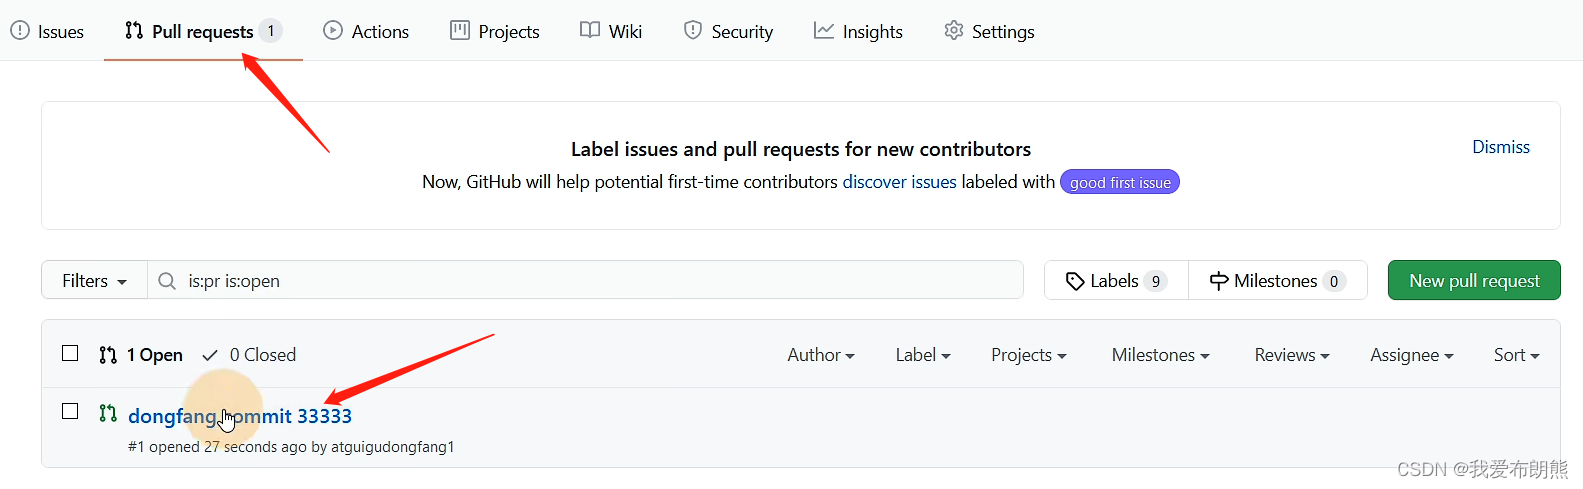 Issues Pull requests 1 Actions Projects Wiki Security Insights Settings
Label issues and pull requests for new contributors
Dismiss
Now, GitHub will help potential first-time contributors discover issues labeled with good first issue
Filters is:pr is:open Labels 9 Milestones 0 New pull request
1 Open 0 Closed Author Label Projects Milestones Reviews Assignee Sort
dongfang commit 33333
#1 opened 27 seconds ago by atguigudongfang1
CSDN @我爱布朗熊